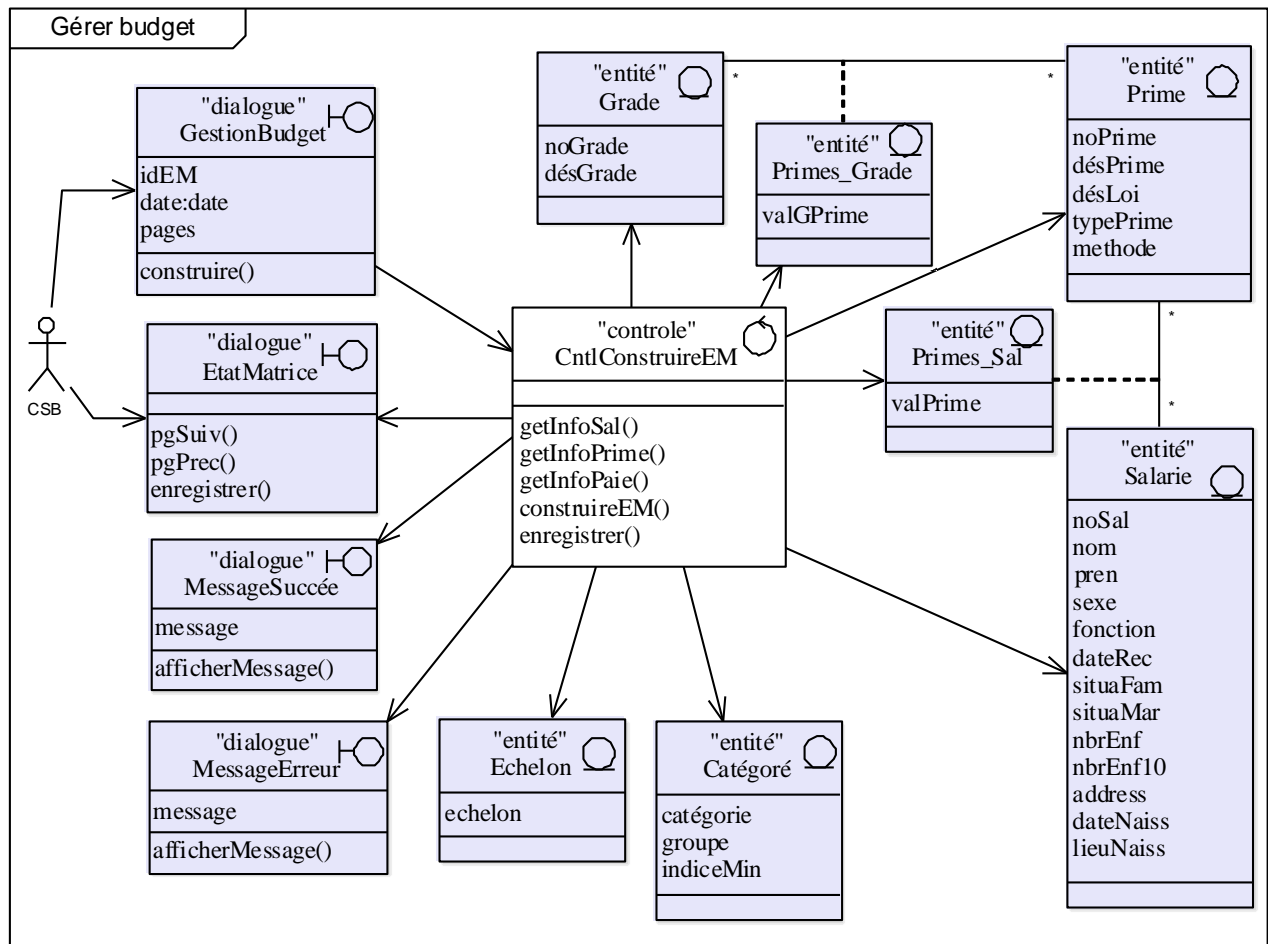 Gérer budget
"dialogue"
GestionBudget
idEM
date:date
pages
construire()
"entité"
Grade
noGrade
désGrade
*
*
"entité"
Primes_Grade
valGPrime
"entité"
Prime
noPrime
désPrime
désLoi
typePrime
methode
CSB
"dialogue"
EtatMatrice
pgSuiv()
pgPrec()
enregistrer()
"controle"
CntlConstruireEM
getInfoSal()
getInfoPrime()
getInfoPaie()
construireEM()
enregistrer()
"entité"
Primes_Sal
valPrime
*
*
"entité"
Salarie
noSal
nom
pren
sexe
fonction
dateRec
situaFam
situaMar
nbrEnf
nbrEnf10
address
dateNaiss
lieuNaiss
"dialogue"
MessageSuccée
message
afficherMessage()
"dialogue"
MessageErreur
message
afficherMessage()
"entité"
Echelon
echelon
"entité"
Catégoré
catégorie
groupe
indiceMin